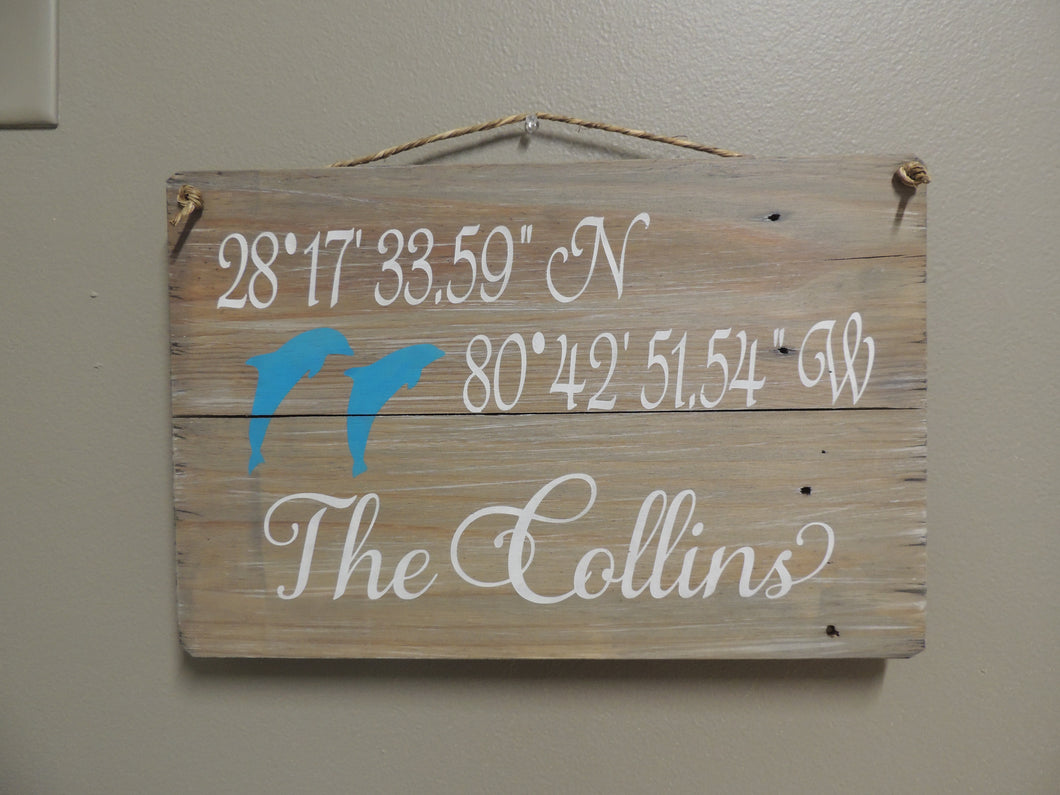 28°17' 33.59" N
80°42' 51.54" W
The Collins